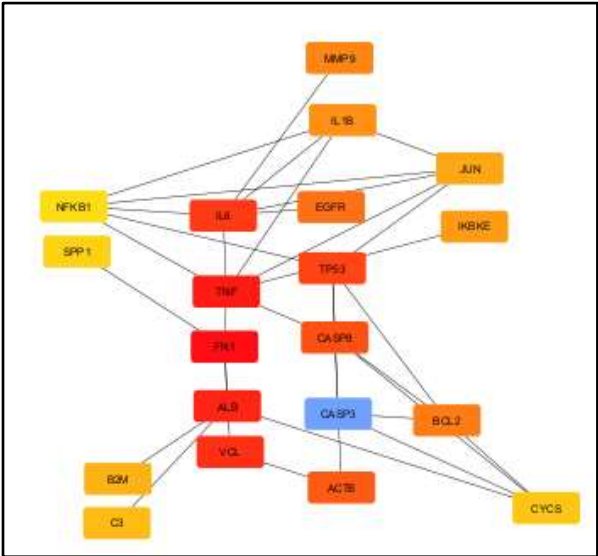 MMP9
IL1B
JUN
NFKB1
IL6
EGFR
IKBKE
SPP1
TP53
TNF
CASP8
FN1
ALB
CASP3
BCL2
VCL
B2M
ACTB
CYCS
C3